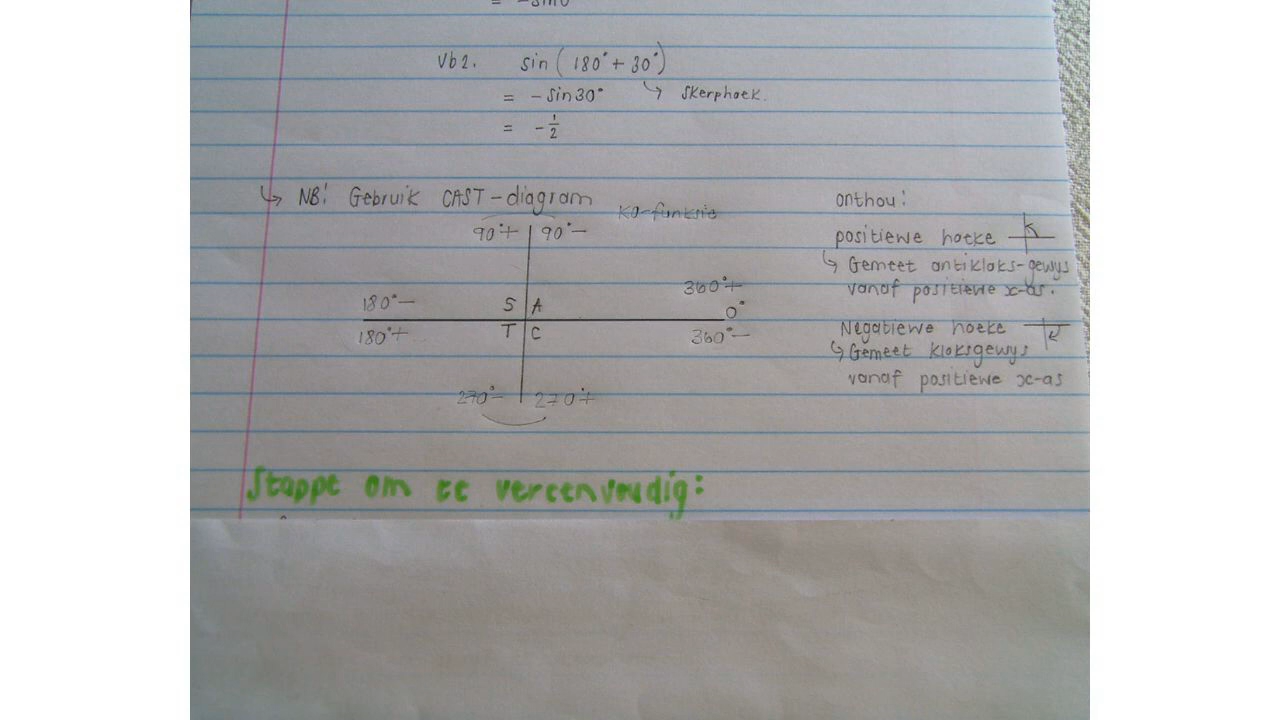 = -sinθ
Vb2. sin(180°+30°)
= -sin30° ↳ Skerphoek.
= -1/2
↳ NB! Gebruik CAST-diagram
ko-funksie
90°+ 90°-
180°- S A 360°+
0°
180°+ T C 360°-
270°- 270°+
onthou:
positiewe hoeke
↳ Gemeet antikloks-gewys
vanaf positiewe x-as.
Negatiewe hoeke
↳ Gemeet kloksgewys
vanaf positiewe x-as
Stappe om te vereenvoudig: